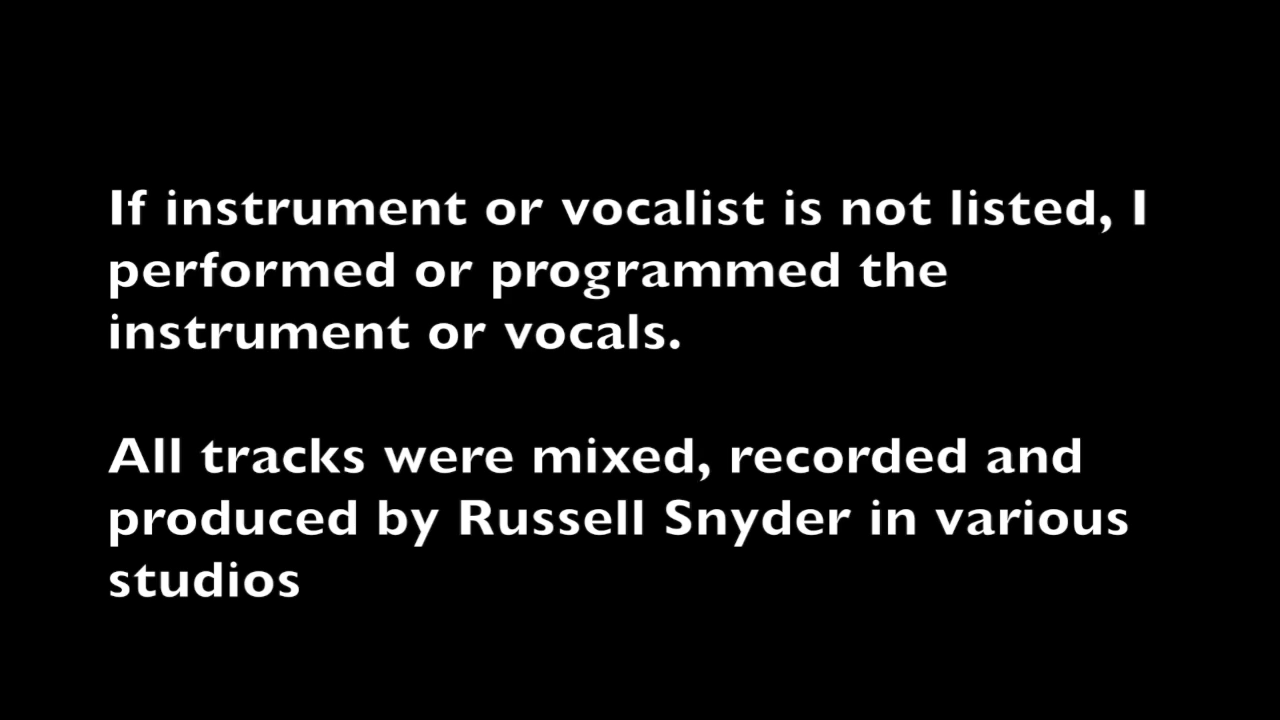 If instrument or vocalist is not listed, I
performed or programmed the
instrument or vocals.
All tracks were mixed, recorded and
produced by Russell Snyder in various
studios